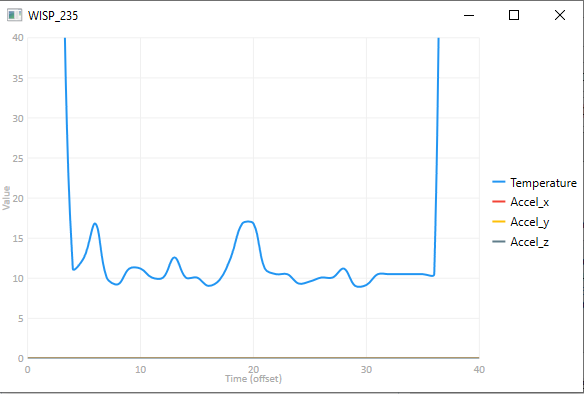 WISP_235
40
35
30
25
20
15
10
5
0
Value
0 10 20 30 40
Time (offset)
Temperature
Accel_x
Accel_y
Accel_z